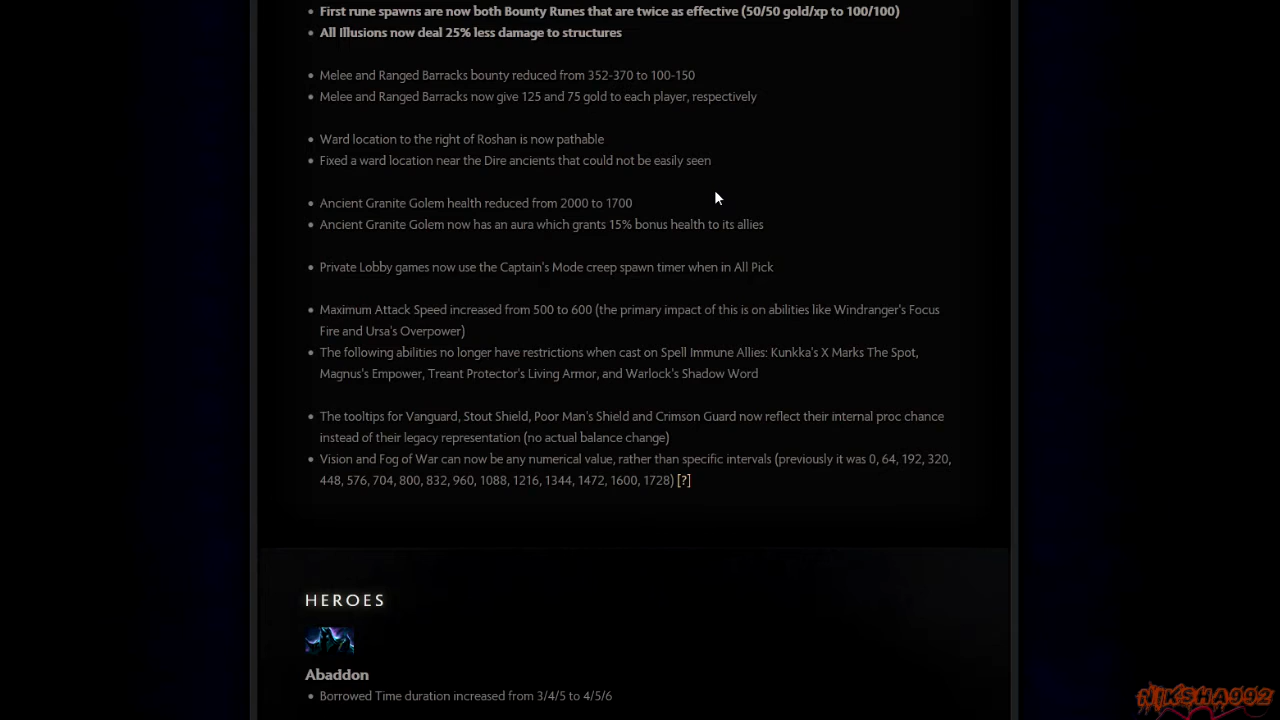 • First rune spawns are now both Bounty Runes that are twice as effective (50/50 gold/xp to 100/100)
• All Illusions now deal 25% less damage to structures
• Melee and Ranged Barracks bounty reduced from 352-370 to 100-150
• Melee and Ranged Barracks now give 125 and 75 gold to each player, respectively
• Ward location to the right of Roshan is now pathable
• Fixed a ward location near the Dire ancients that could not be easily seen
• Ancient Granite Golem health reduced from 2000 to 1700
• Ancient Granite Golem now has an aura which grants 15% bonus health to its allies
• Private Lobby games now use the Captain's Mode creep spawn timer when in All Pick
• Maximum Attack Speed increased from 500 to 600 (the primary impact of this is on abilities like Windranger's Focus
Fire and Ursa's Overpower)
• The following abilities no longer have restrictions when cast on Spell Immune Allies: Kunkka's X Marks The Spot,
Magnus's Empower, Treant Protector's Living Armor, and Warlock's Shadow Word
• The tooltips for Vanguard, Stout Shield, Poor Man's Shield and Crimson Guard now reflect their internal proc chance
instead of their legacy representation (no actual balance change)
• Vision and Fog of War can now be any numerical value, rather than specific intervals (previously it was 0, 64, 192, 320,
448, 576, 704, 800, 832, 960, 1088, 1216, 1344, 1472, 1600, 1728) [?]
HEROES
Abaddon
• Borrowed Time duration increased from 3/4/5 to 4/5/6
NIKSHA992